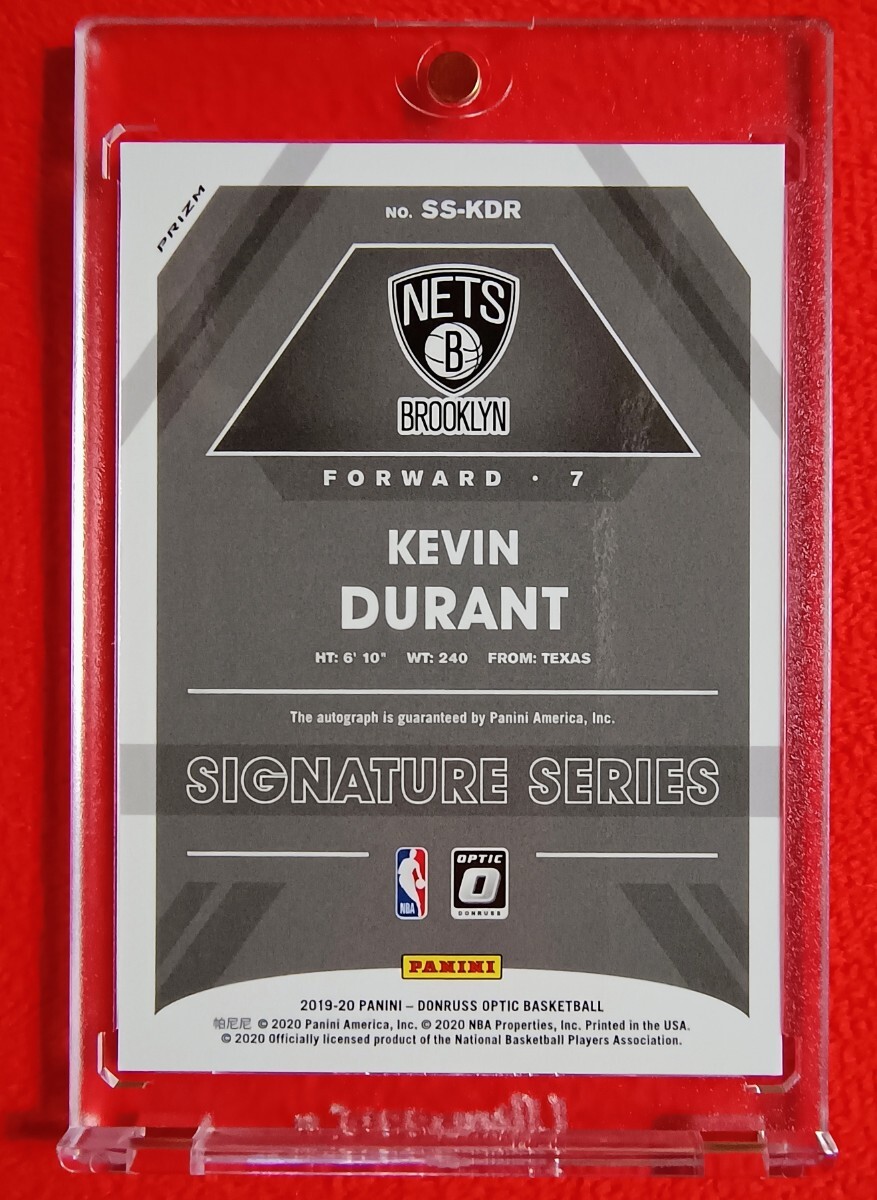 PRIZM
NO. SS-KDR
NETS
B
BROOKLYN
FORWARD · 7
KEVIN
DURANT
HT: 6' 10" WT: 240 FROM: TEXAS
The autograph is guaranteed by Panini America, Inc.
SIGNATURE SERIES
NBA
OPTIC
O
DONRUSS
PANINI
2019-20 PANINI – DONRUSS OPTIC BASKETBALL
帕尼尼 © 2020 Panini America, Inc. © 2020 NBA Properties, Inc. Printed in the USA.
© 2020 Officially licensed product of the National Basketball Players Association.